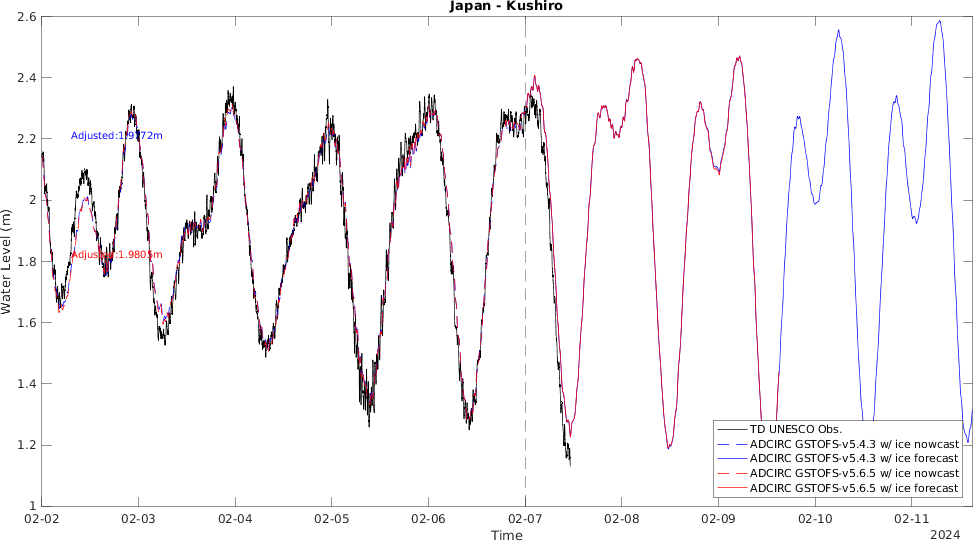 Japan - Kushiro
2.6
2.4
2.2
2
1.8
1.6
1.4
1.2
1
Water Level (m)
Adjusted:1.9172m
Adjusted:1.9805m
TD UNESCO Obs.
ADCIRC GSTOFS-v5.4.3 w/ ice nowcast
ADCIRC GSTOFS-v5.4.3 w/ ice forecast
ADCIRC GSTOFS-v5.6.5 w/ ice nowcast
ADCIRC GSTOFS-v5.6.5 w/ ice forecast
02-02 02-03 02-04 02-05 02-06 02-07 02-08 02-09 02-10 02-11
Time
2024